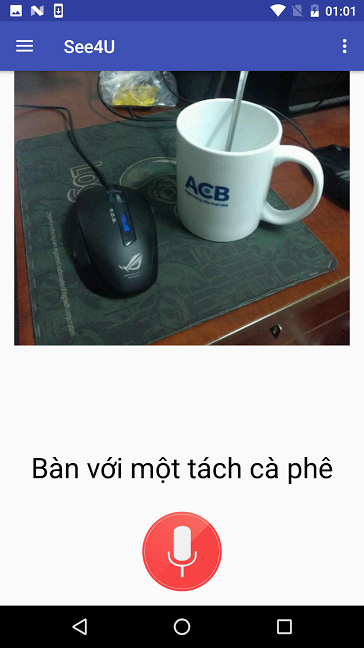 01:01
See4U
ACB
Bàn với một tách cà phê